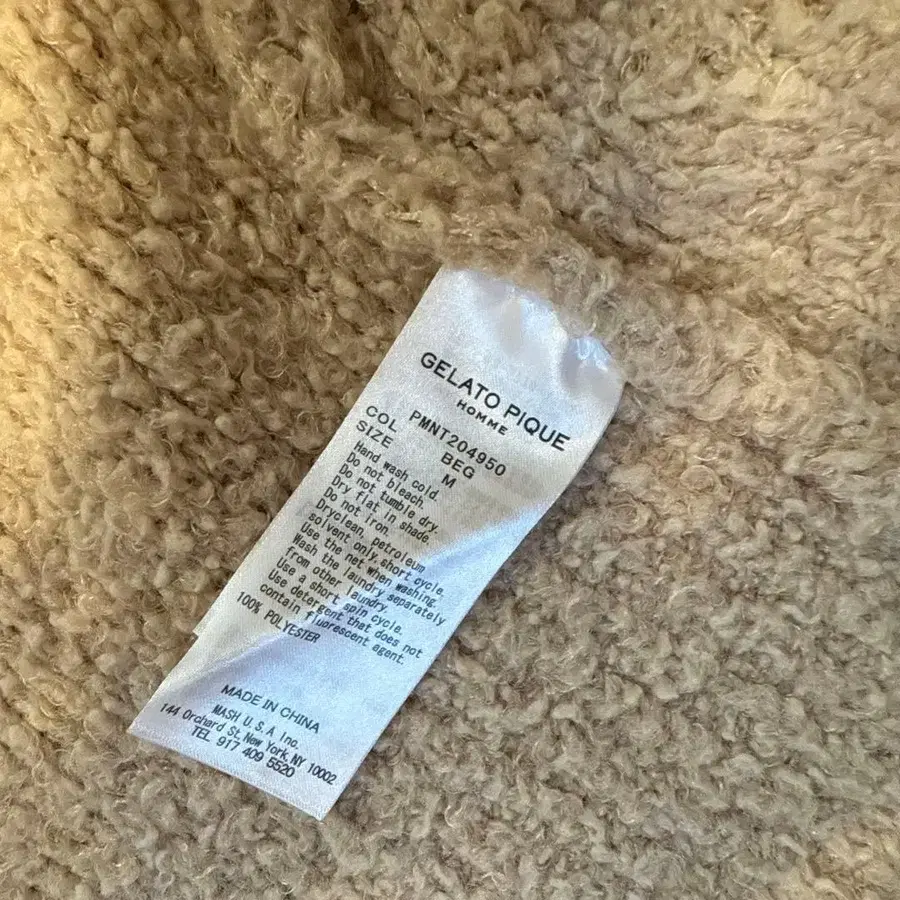 GELATO PIQUE
HOMME
PMNT204950
COL BEG
SIZE M
Hand wash cold.
Do not bleach.
Do not tumble dry.
Dry flat in shade.
Do not iron.
Dryclean, petroleum
solvent only,short cycle.
Use the net when washing.
Wash the laundry separately
from other laundry.
Use a short spin cycle.
Use detergent that does not
contain fluorescent agent.
100% POLYESTER
MADE IN CHINA
MASH U.S.A Inc.
144 Orchard St, New York, NY 10002
TEL 917 409 5520